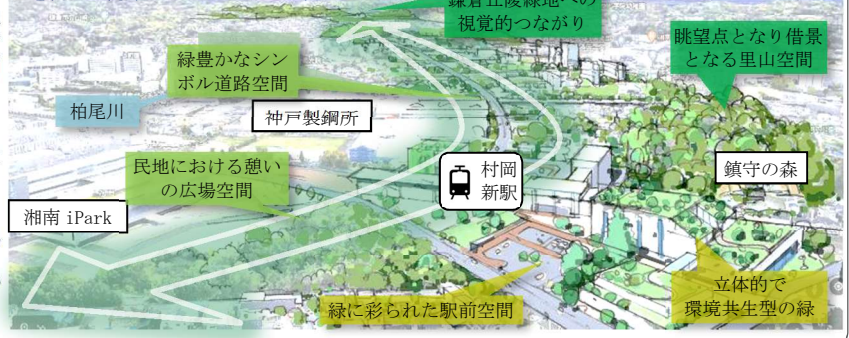 鎌倉丘陵緑地への
視覚的つながり
眺望点となり借景
となる里山空間
緑豊かなシン
ボル道路空間
柏尾川
神戸製鋼所
民地における憩い
の広場空間
村岡
新駅
鎮守の森
湘南 iPark
緑に彩られた駅前空間
立体的で
環境共生型の緑